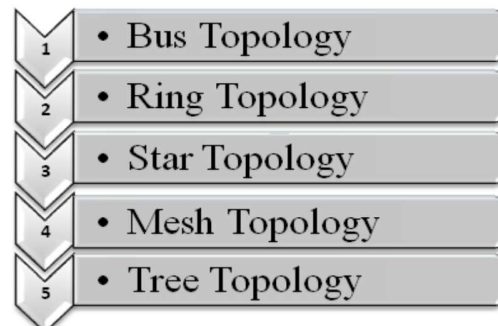 1 • Bus Topology
2 • Ring Topology
3 • Star Topology
4 • Mesh Topology
5 • Tree Topology